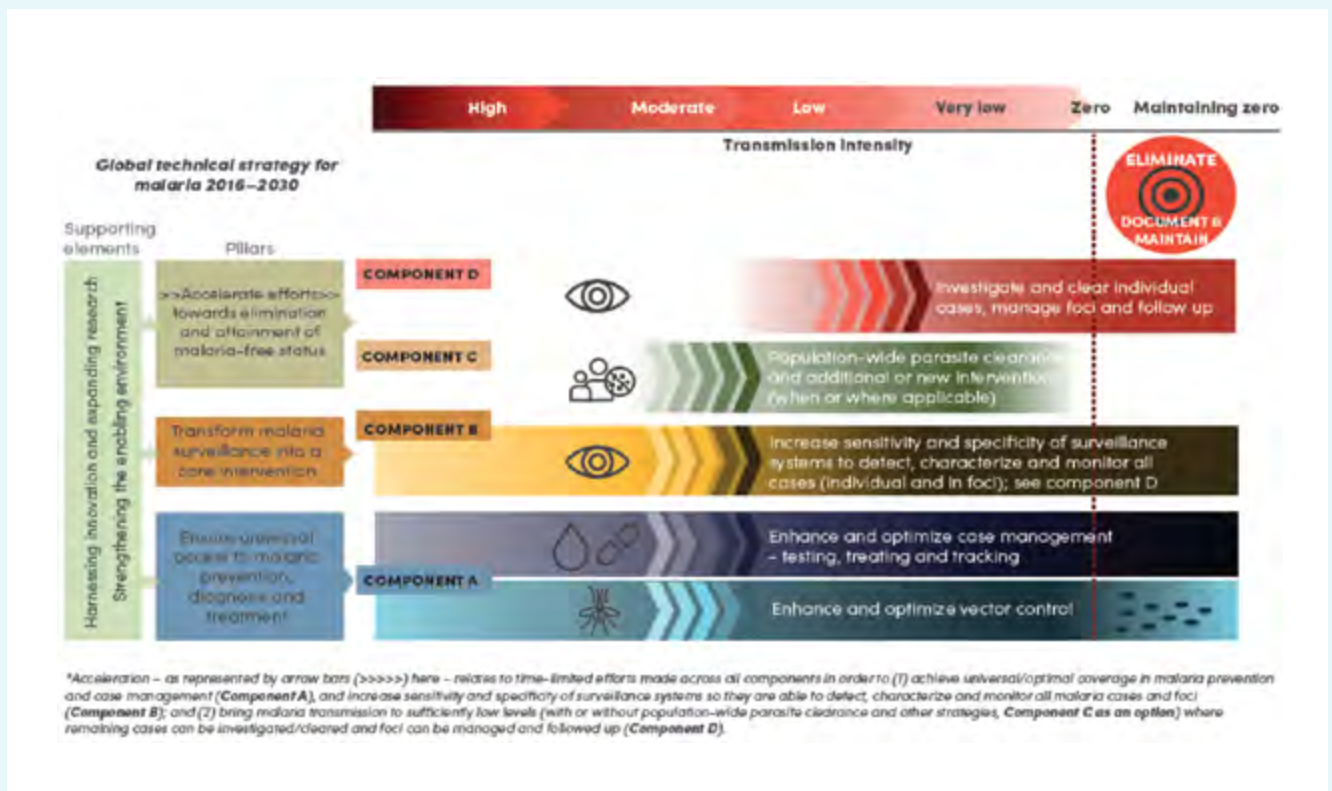 High Moderate Low Very low Zero Maintaining zero
Transmission intensity
Global technical strategy for
malaria 2016–2030
ELIMINATE
DOCUMENT &
MAINTAIN
Supporting
elements
Pillars
Harnessing innovation and expanding research
Strengthening the enabling environment
>>Accelerate efforts>>
towards elimination
and attainment of
malaria-free status
COMPONENT D
Investigate and clear individual
cases, manage foci and follow up
COMPONENT C
Population-wide parasite clearance
and additional or new intervention
(when or where applicable)
Transform malaria
surveillance into a
core intervention
COMPONENT B
Increase sensitivity and specificity of surveillance
systems to detect, characterize and monitor all
cases (individual and in foci); see component D
Ensure universal
access to malaria
prevention,
diagnosis and
treatment
COMPONENT A
Enhance and optimize case management
– testing, treating and tracking
Enhance and optimize vector control
*Acceleration – as represented by arrow bars (>>>>>) here – relates to time-limited efforts made across all components in order to (1) achieve universal/optimal coverage in malaria prevention
and case management (Component A), and increase sensitivity and specificity of surveillance systems so they are able to detect, characterize and monitor all malaria cases and foci
(Component B); and (2) bring malaria transmission to sufficiently low levels (with or without population-wide parasite clearance and other strategies, Component C as an option) where
remaining cases can be investigated/cleared and foci can be managed and followed up (Component D).